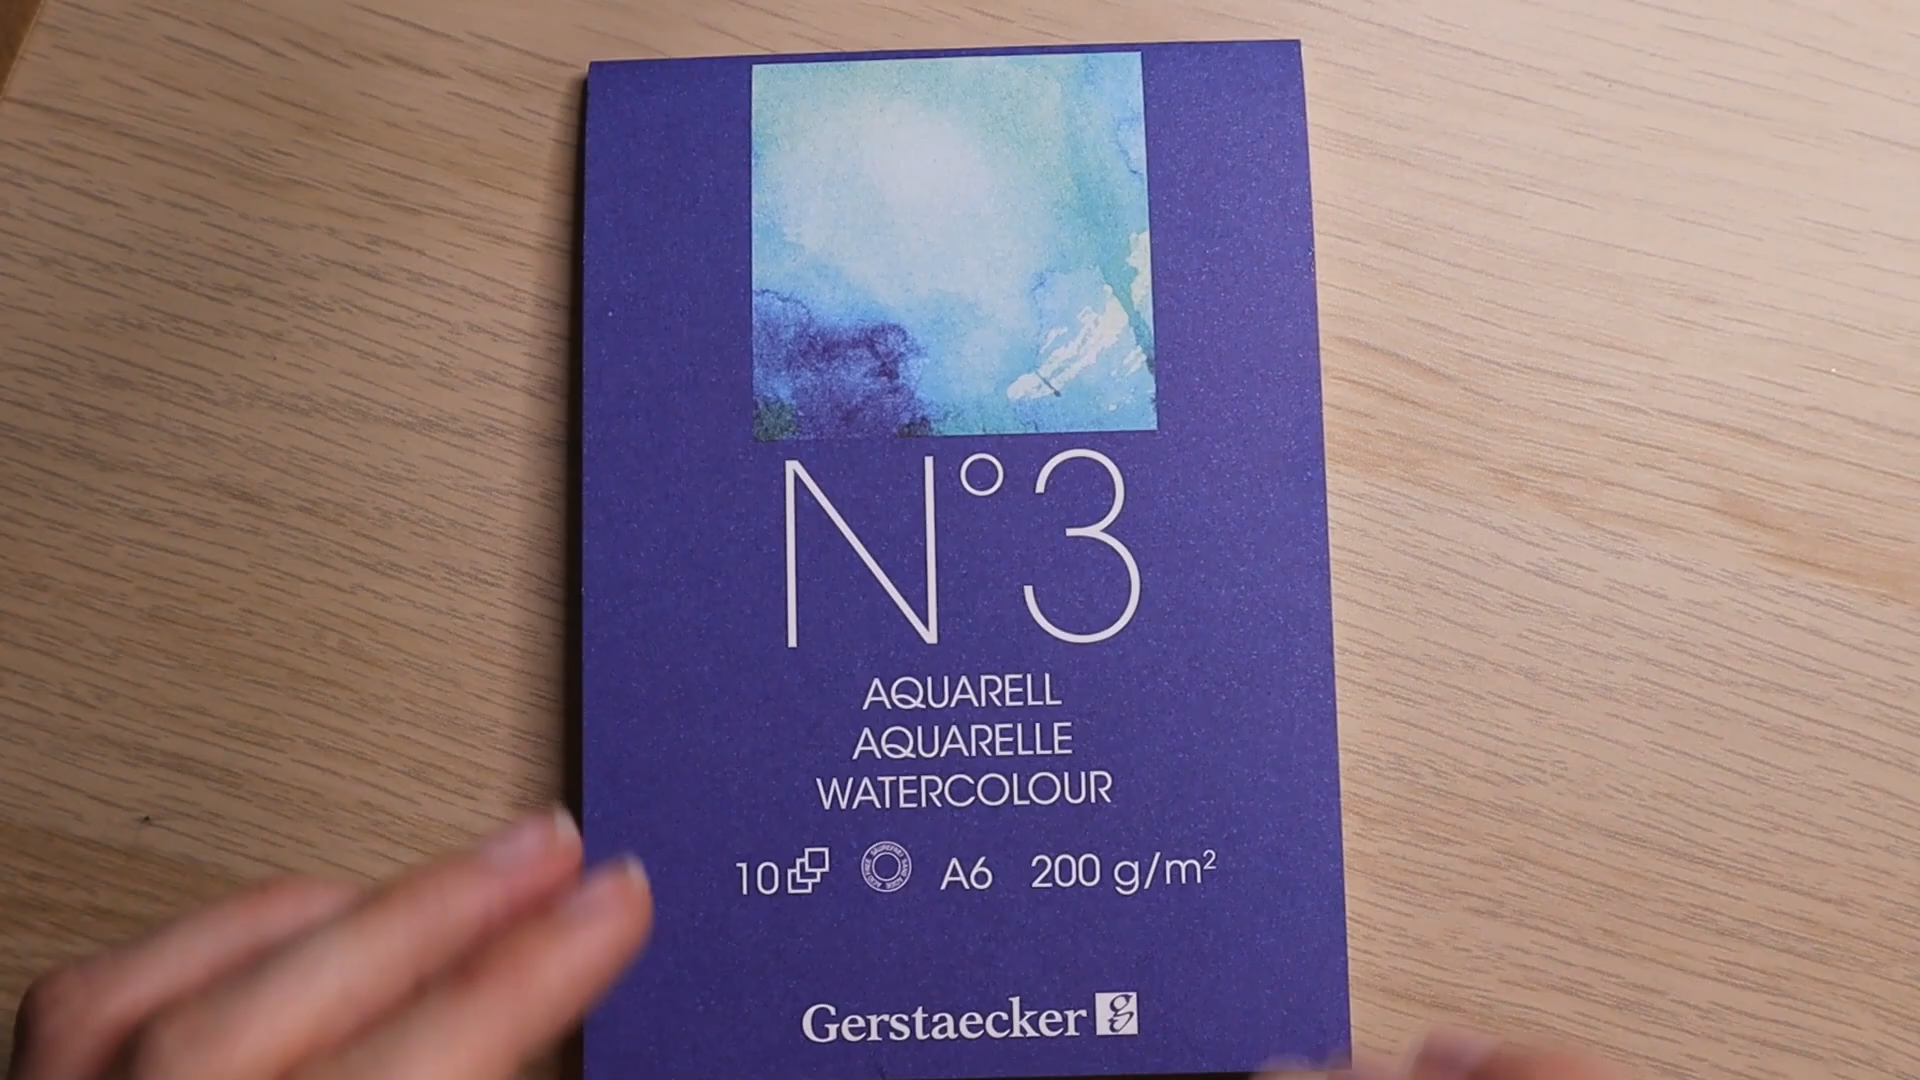 N°3
AQUARELL
AQUARELLE
WATERCOLOUR
10 A6 200 g/m²
Gerstaecker g